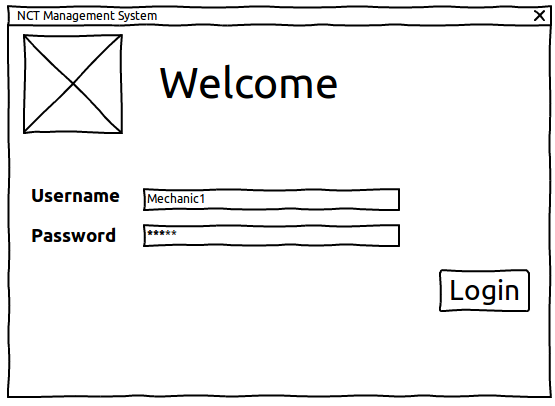 NCT Management System
Welcome
Username
Mechanic1
Password
*****
Login